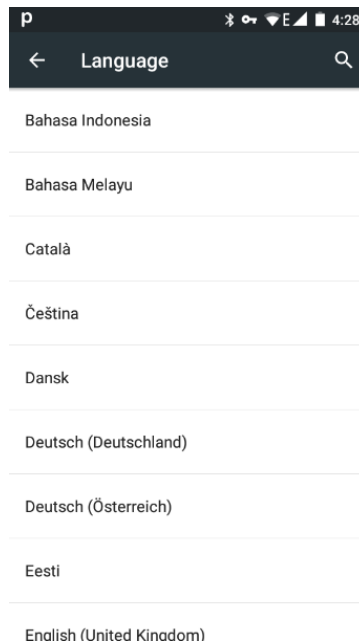 p E 4:28
Language
Bahasa Indonesia
Bahasa Melayu
Català
Čeština
Dansk
Deutsch (Deutschland)
Deutsch (Österreich)
Eesti
English (United Kingdom)